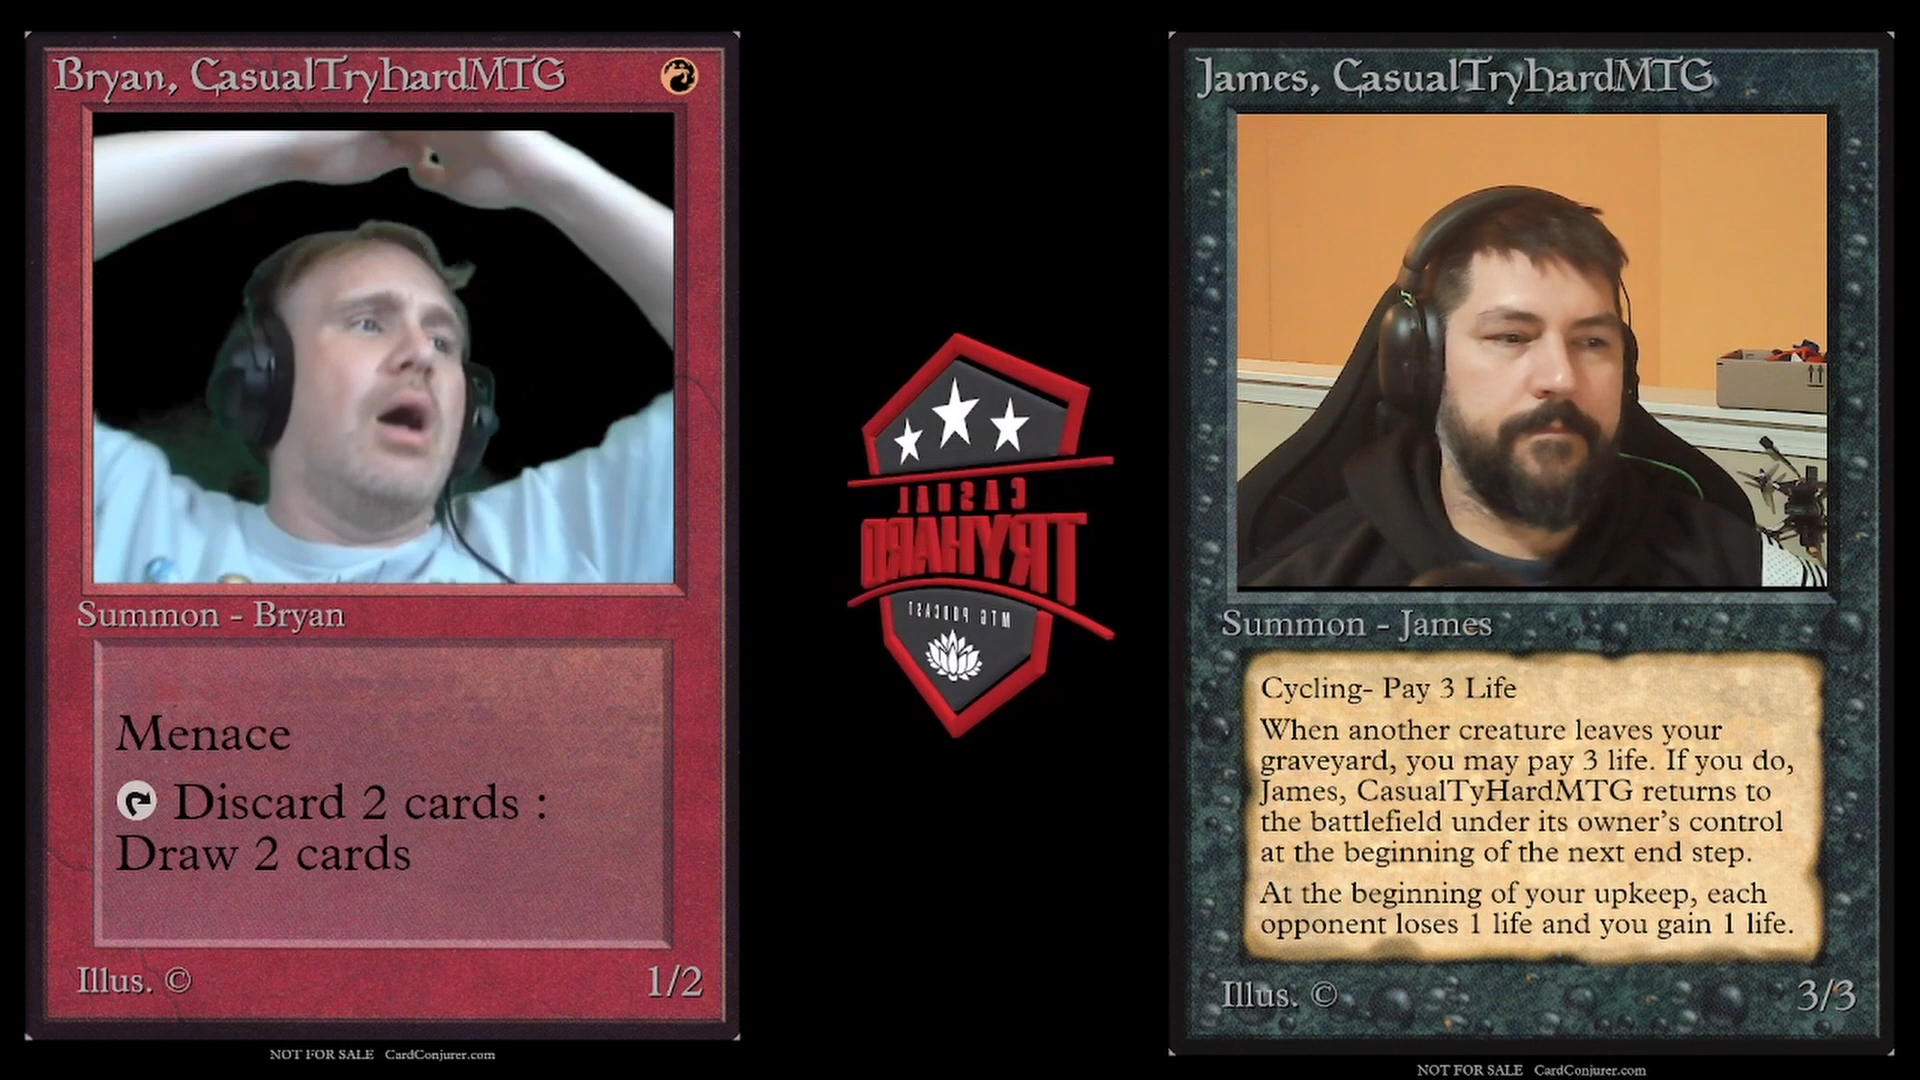 Bryan, CasualTryhardMTG
Summon - Bryan
Menace
Discard 2 cards :
Draw 2 cards
Illus. ©
1/2
NOT FOR SALE CardConjurer.com
CASUAL
TRYHARD
MTG PODCAST
James, CasualTryhardMTG
Summon - James
Cycling- Pay 3 Life
When another creature leaves your
graveyard, you may pay 3 life. If you do,
James, CasualTyHardMTG returns to
the battlefield under its owner's control
at the beginning of the next end step.
At the beginning of your upkeep, each
opponent loses 1 life and you gain 1 life.
Illus. ©
3/3
NOT FOR SALE CardConjurer.com